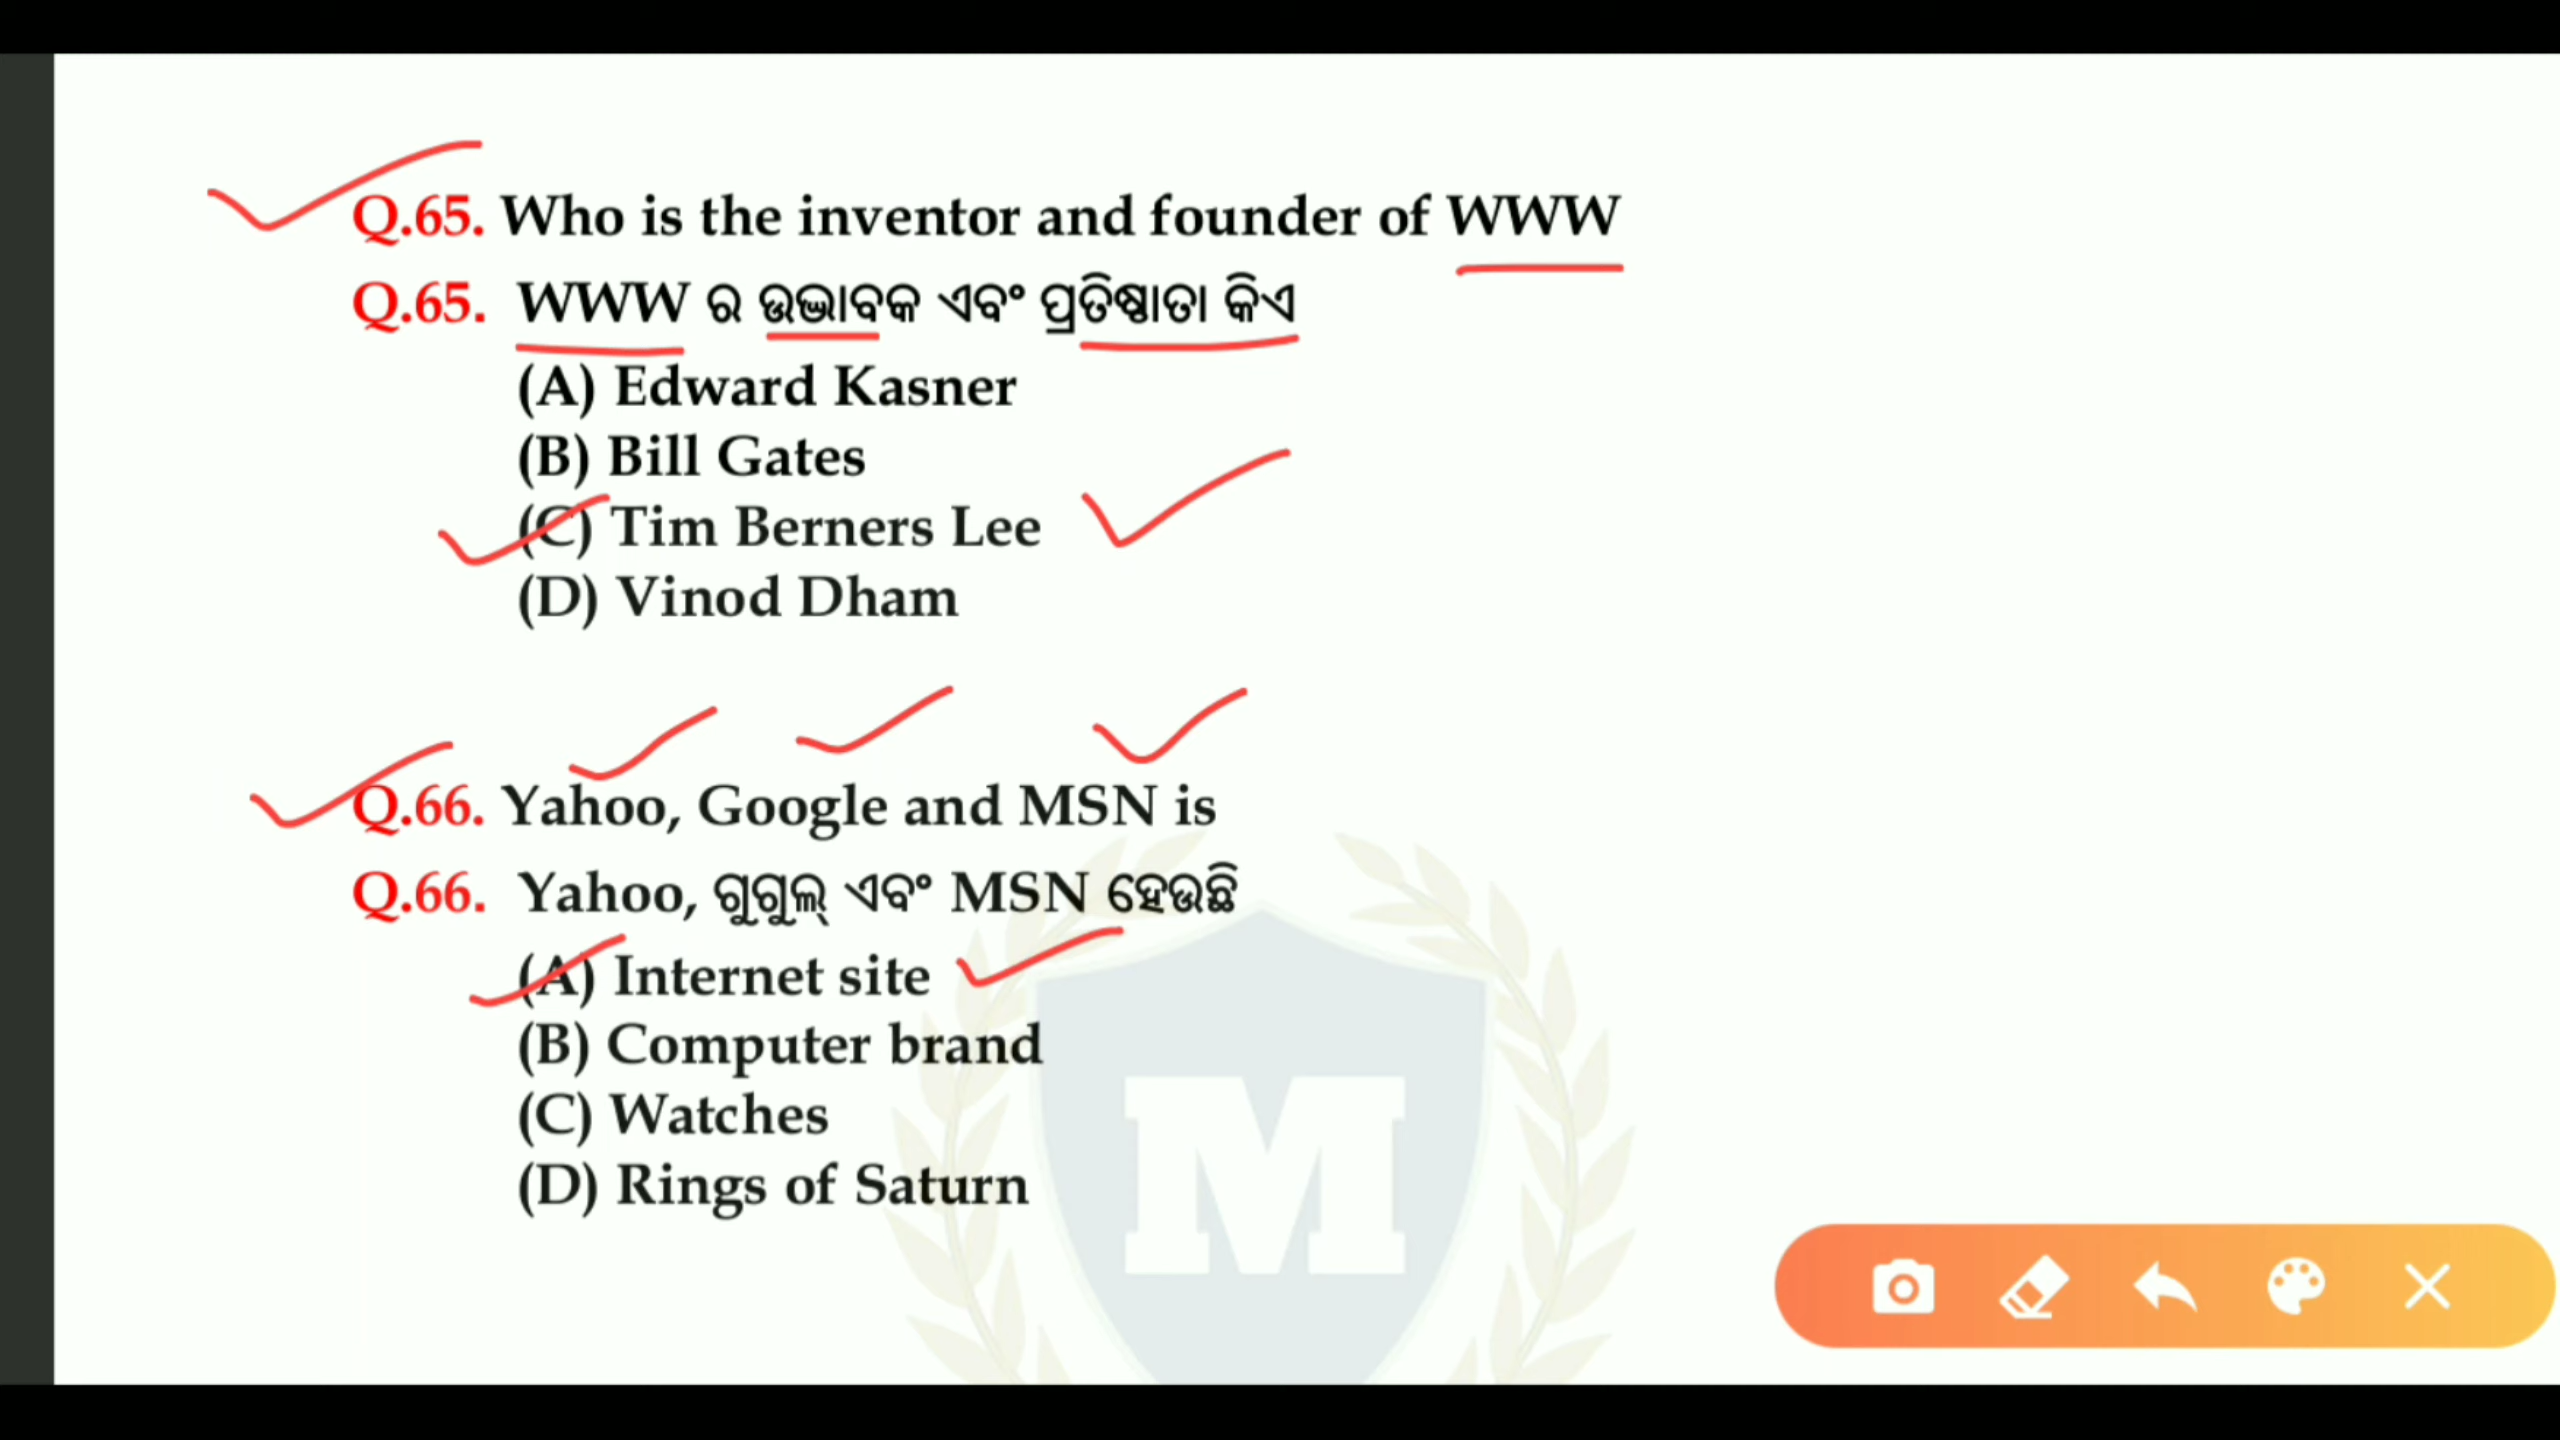 Q.65. Who is the inventor and founder of WWW
Q.65. WWW ର ଉଦ୍ଭାବକ ଏବଂ ପ୍ରତିଷ୍ଠାତା କିଏ
(A) Edward Kasner
(B) Bill Gates
(C) Tim Berners Lee
(D) Vinod Dham
Q.66. Yahoo, Google and MSN is
Q.66. Yahoo, ଗୁଗୁଲ୍ ଏବଂ MSN ହେଉଛି
(A) Internet site
(B) Computer brand
(C) Watches
(D) Rings of Saturn
M